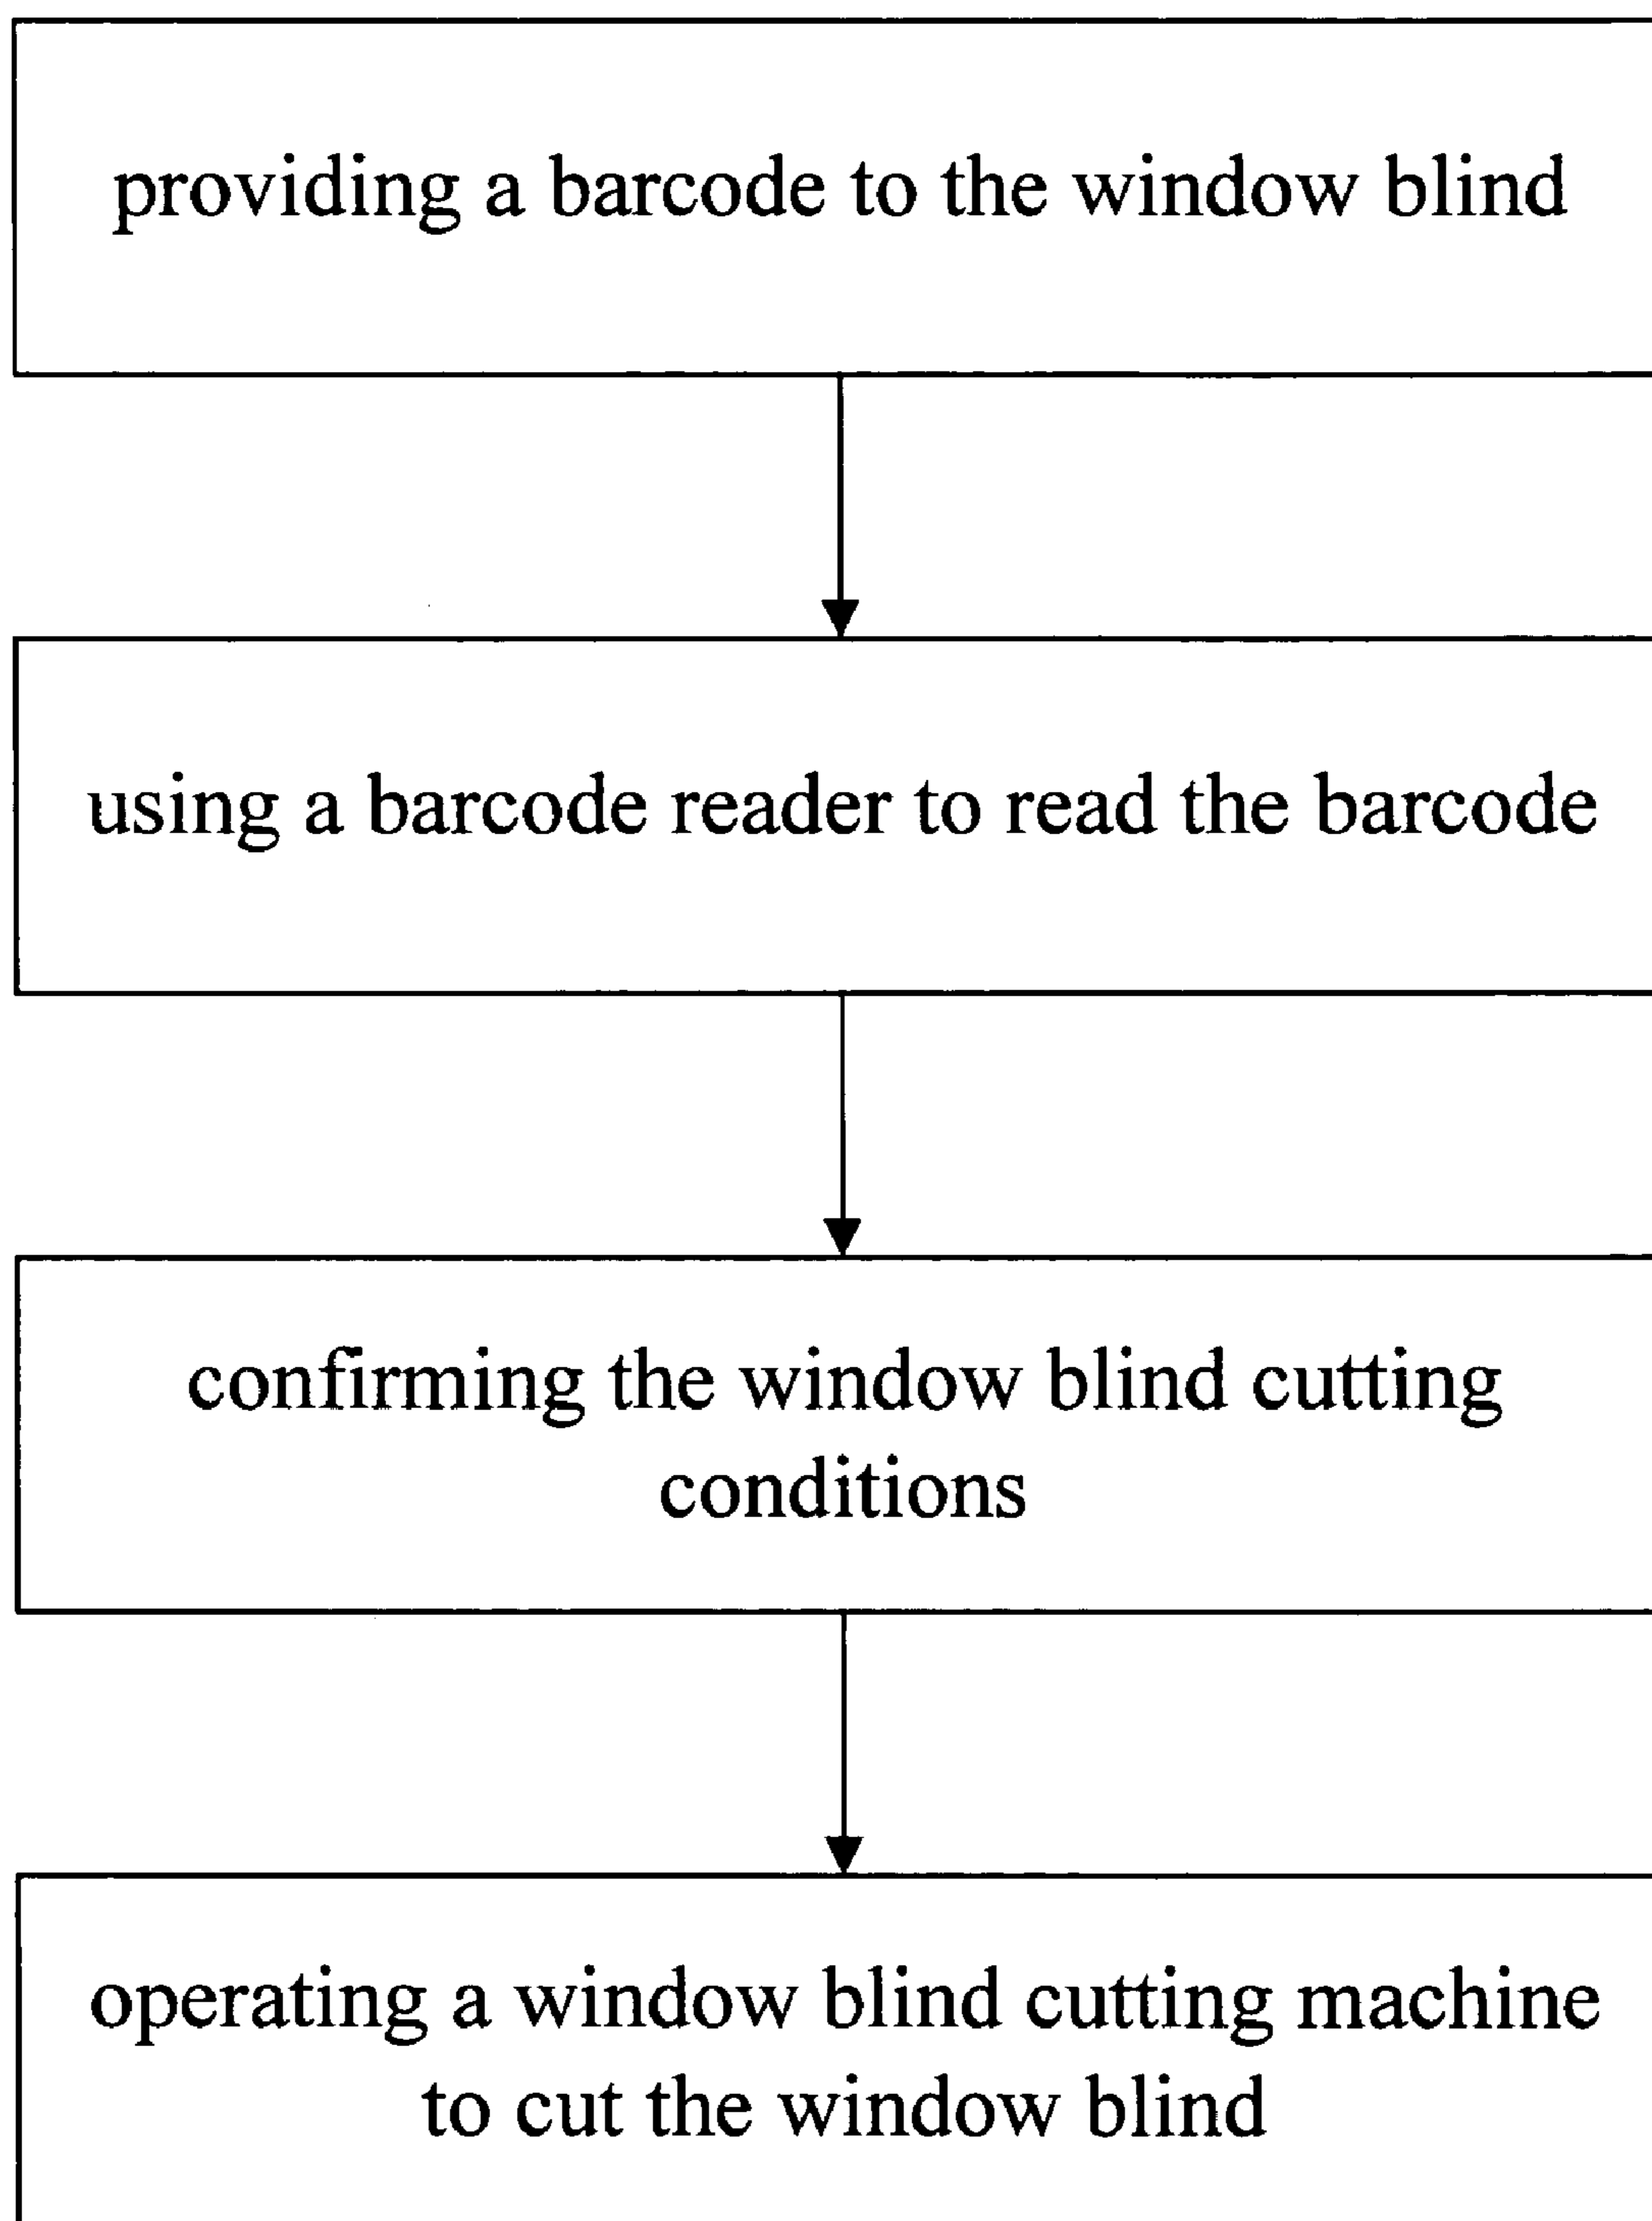 providing a barcode to the window blind
using a barcode reader to read the barcode
confirming the window blind cutting
conditions
operating a window blind cutting machine
to cut the window blind